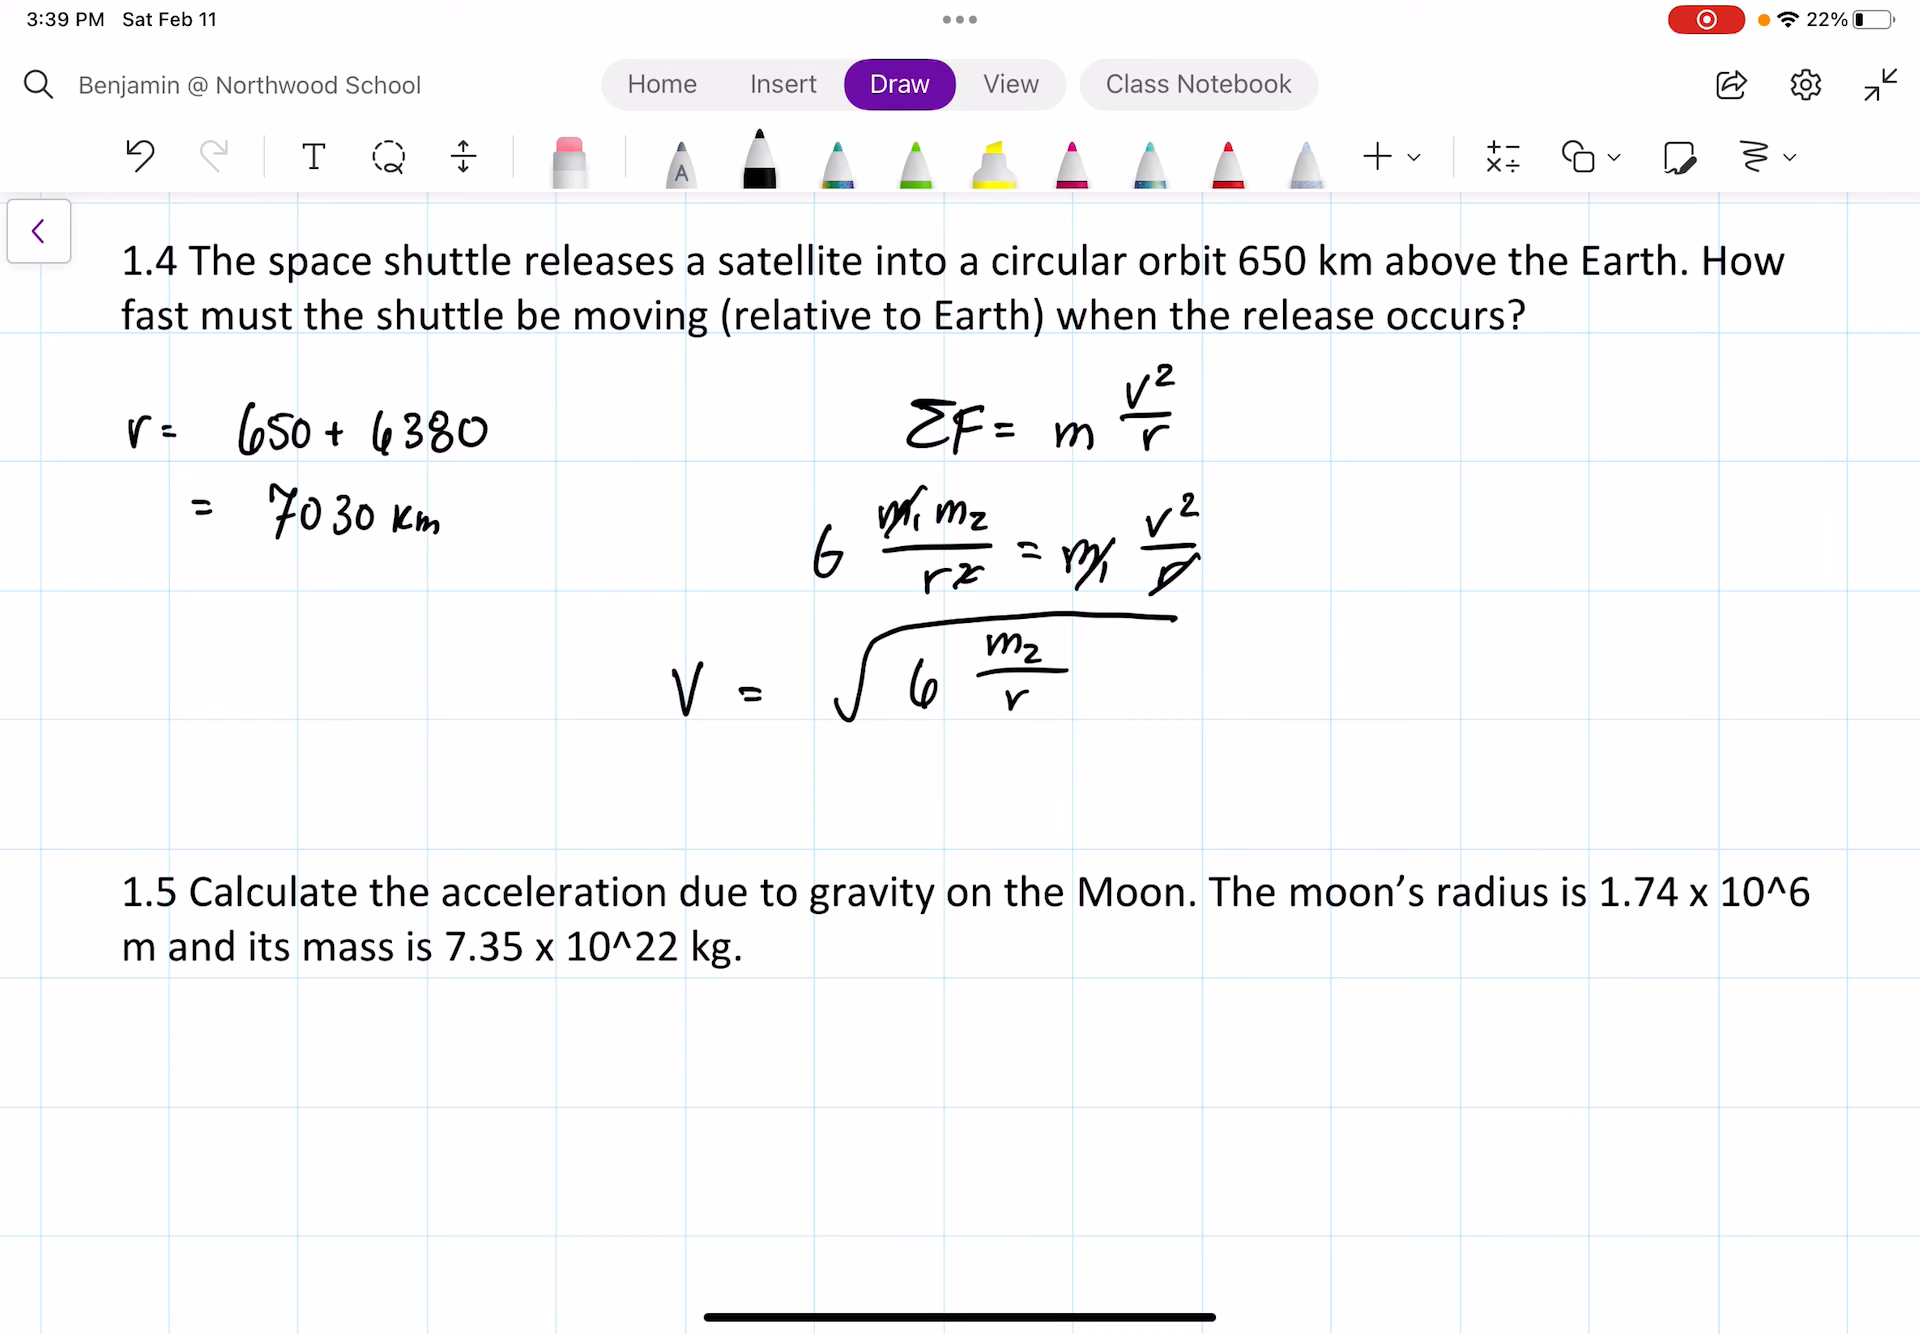 3:39 PM Sat Feb 11
22%
Benjamin @ Northwood School
Home Insert Draw View Class Notebook
T A
1.4 The space shuttle releases a satellite into a circular orbit 650 km above the Earth. How
fast must the shuttle be moving (relative to Earth) when the release occurs?
r = 650 + 6380
= 7030 km
ΣF = m v²/r
G m₁ m₂/r² = m₁ v²/r
V = √(G m₂/r)
1.5 Calculate the acceleration due to gravity on the Moon. The moon’s radius is 1.74 x 10^6
m and its mass is 7.35 x 10^22 kg.